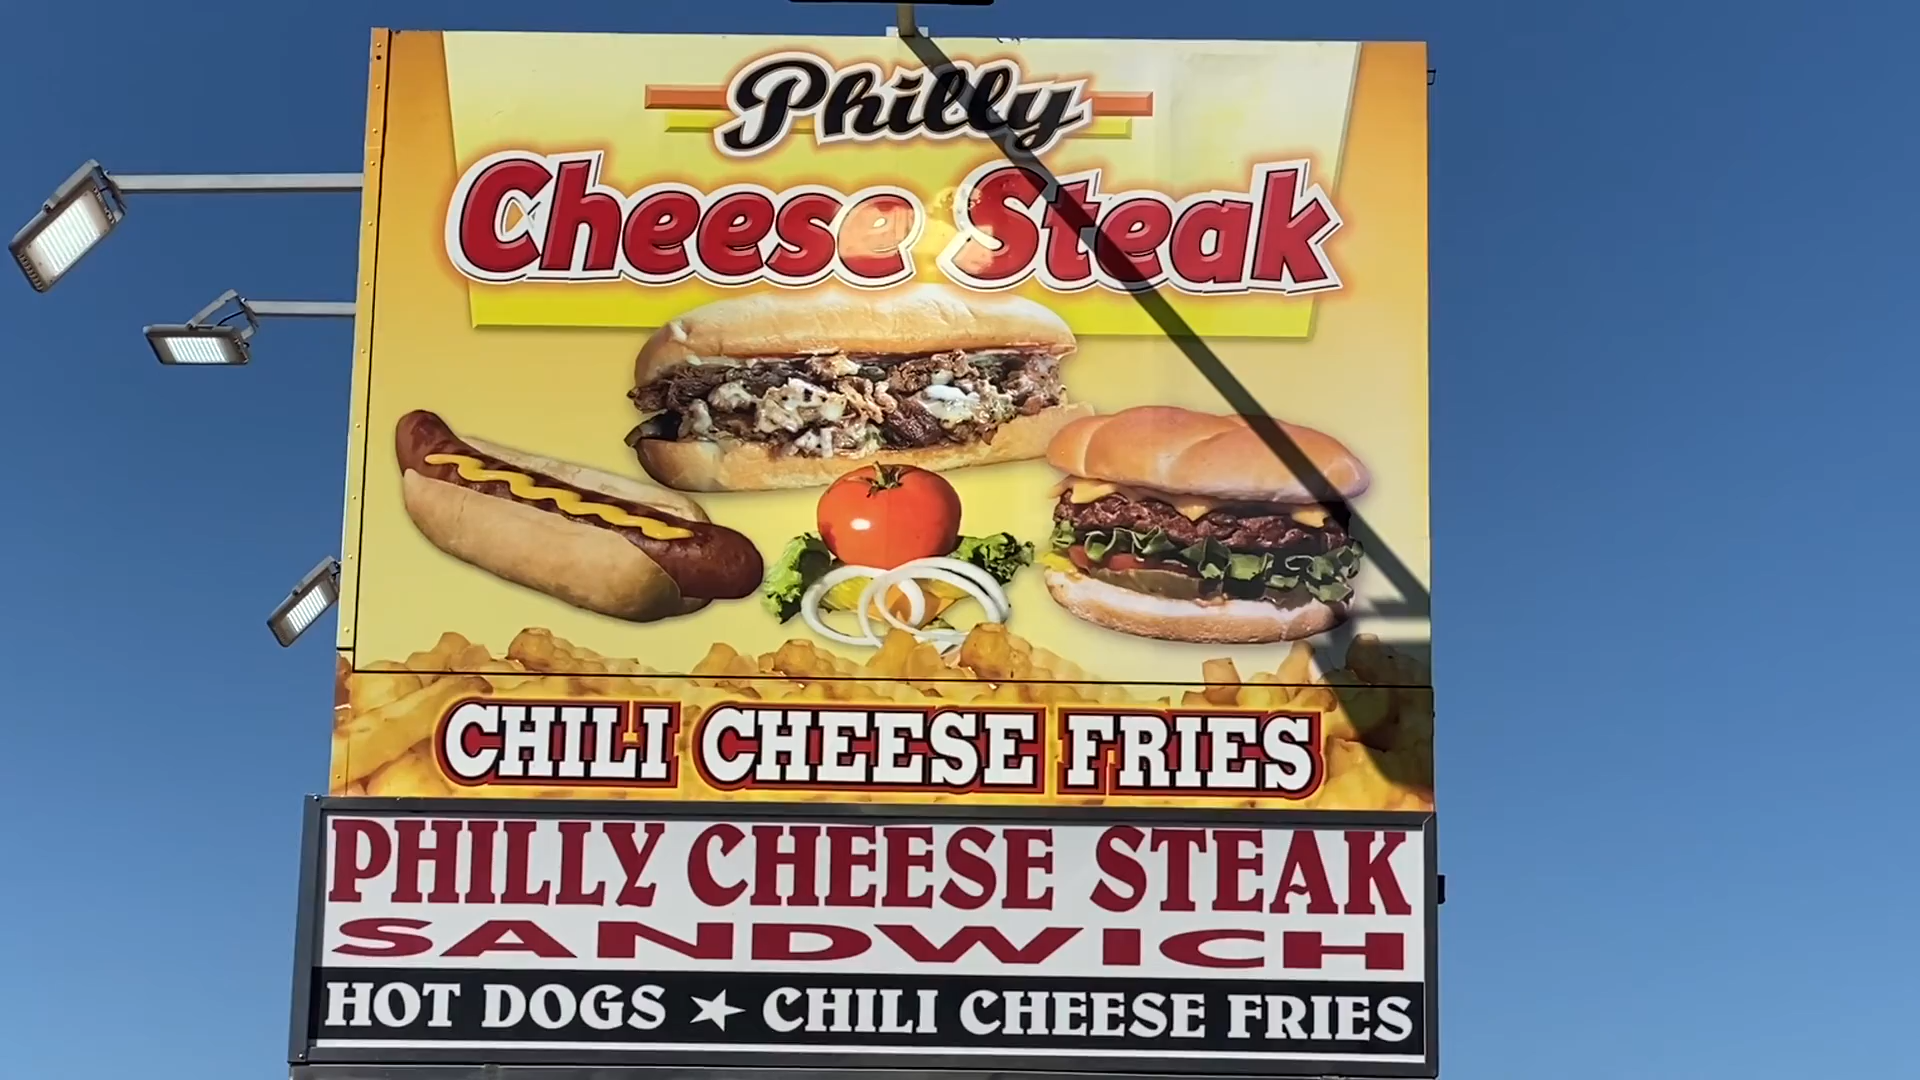 Philly
Cheese Steak
CHILI CHEESE FRIES
PHILLY CHEESE STEAK
SANDWICH
HOT DOGS ★ CHILI CHEESE FRIES